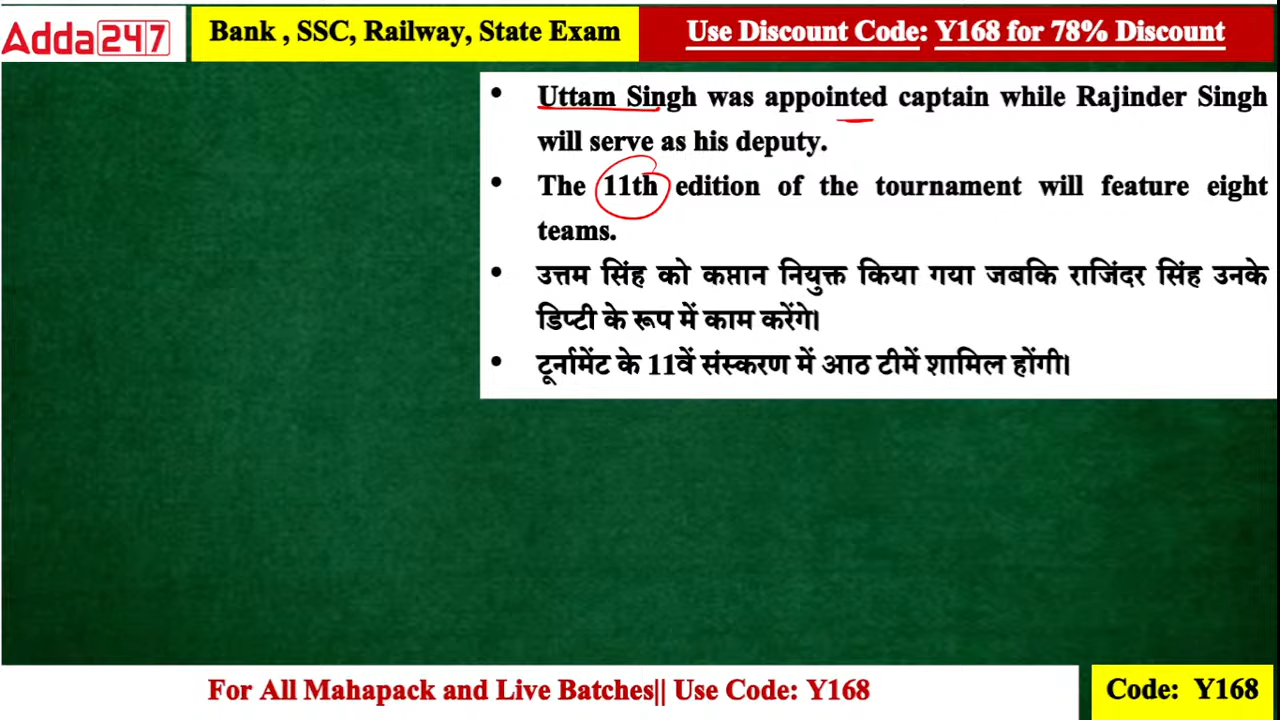 Adda247
Bank , SSC, Railway, State Exam
Use Discount Code: Y168 for 78% Discount
• Uttam Singh was appointed captain while Rajinder Singh
will serve as his deputy.
• The 11th edition of the tournament will feature eight
teams.
• उत्तम सिंह को कप्तान नियुक्त किया गया जबकि राजिंदर सिंह उनके
डिप्टी के रूप में काम करेंगे।
• टूर्नामेंट के 11वें संस्करण में आठ टीमें शामिल होंगी।
For All Mahapack and Live Batches|| Use Code: Y168
Code: Y168